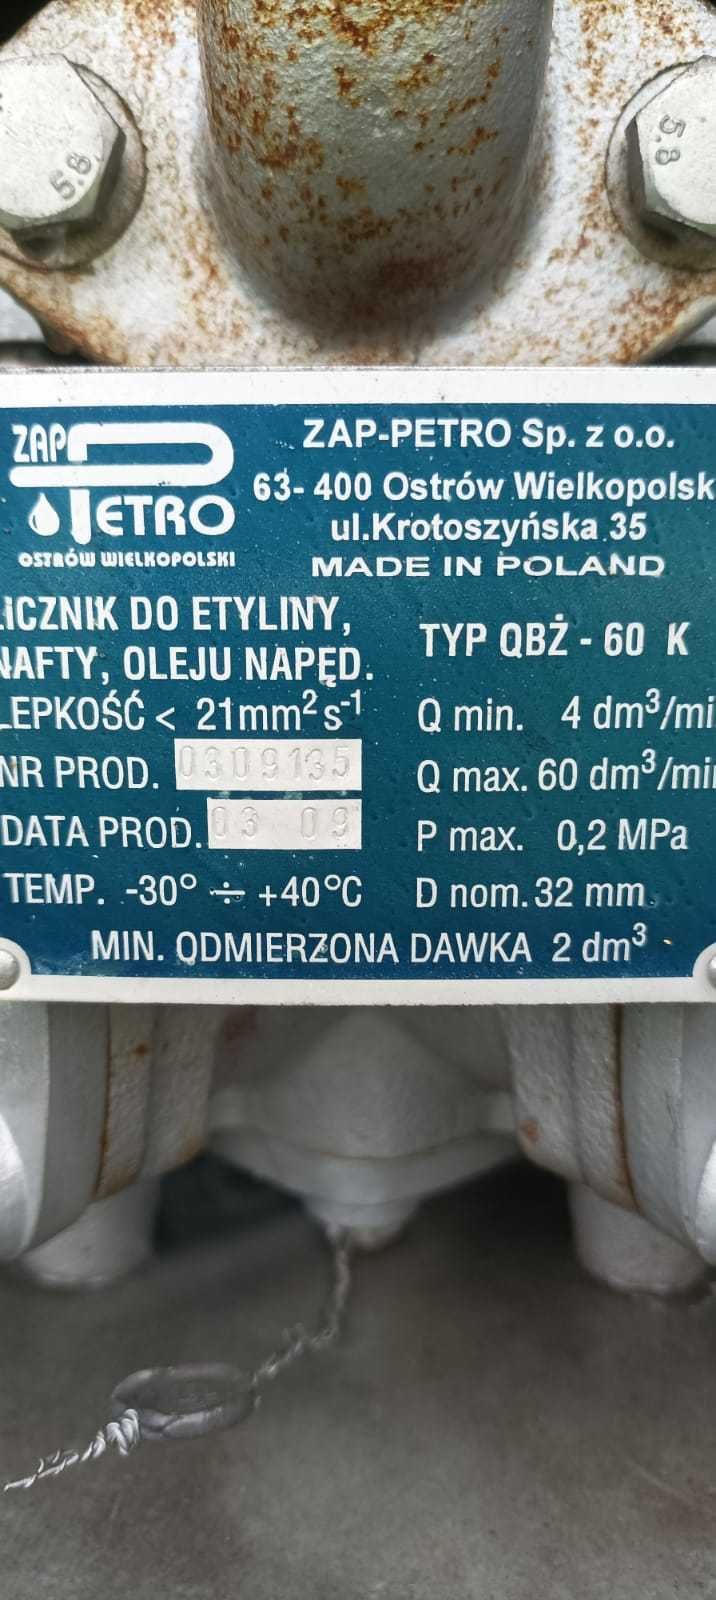 5.8
5.8
ZAP
PETRO
OSTRÓW WIELKOPOLSKI
ZAP-PETRO Sp. z o.o.
63- 400 Ostrów Wielkopolsk
ul.Krotoszyńska 35
MADE IN POLAND
LICZNIK DO ETYLINY,
NAFTY, OLEJU NAPĘD.
LEPKOŚĆ < 21mm² s⁻¹
NR PROD. 0309135
DATA PROD. 03 09
TEMP. -30° ÷ +40°C
TYP QBŻ - 60 K
Q min. 4 dm³/mi
Q max. 60 dm³/min
P max. 0,2 MPa
D nom. 32 mm
MIN. ODMIERZONA DAWKA 2 dm³